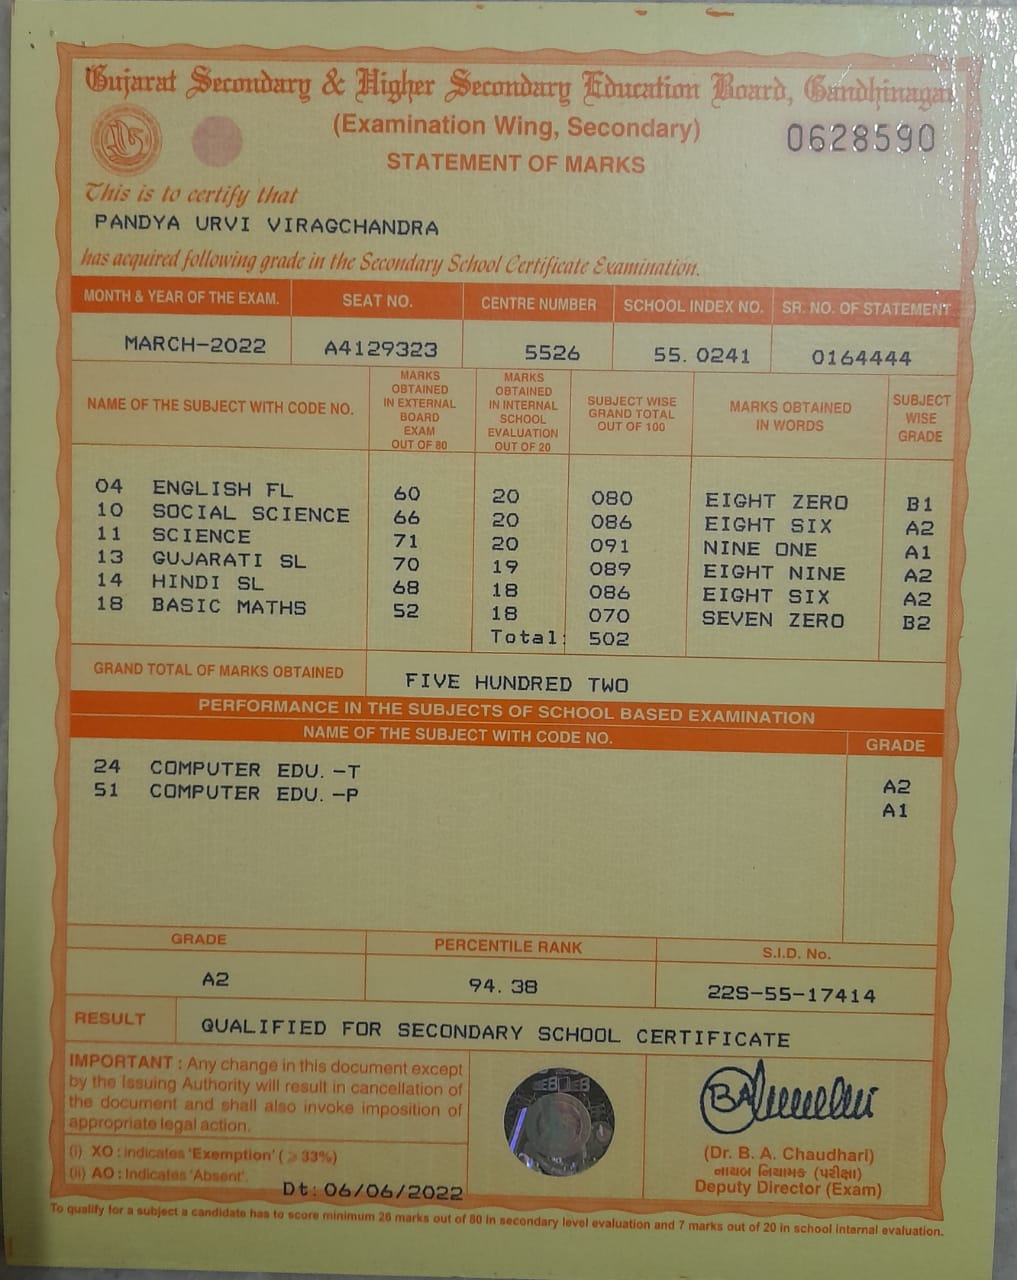 Gujarat Secondary & Higher Secondary Education Board, Gandhinagar
(Examination Wing, Secondary)
0628590
STATEMENT OF MARKS
This is to certify that
PANDYA URVI VIRAGCHANDRA
has acquired following grade in the Secondary School Certificate Examination.
MONTH & YEAR OF THE EXAM. SEAT NO. CENTRE NUMBER SCHOOL INDEX NO. SR. NO. OF STATEMENT
MARCH-2022 A4129323 5526 55. 0241 0164444
NAME OF THE SUBJECT WITH CODE NO.
MARKS
OBTAINED
IN EXTERNAL
BOARD
EXAM
OUT OF 80
MARKS
OBTAINED
IN INTERNAL
SCHOOL
EVALUATION
OUT OF 20
SUBJECT WISE
GRAND TOTAL
OUT OF 100
MARKS OBTAINED
IN WORDS
SUBJECT
WISE
GRADE
04 ENGLISH FL 60 20 080 EIGHT ZERO B1
10 SOCIAL SCIENCE 66 20 086 EIGHT SIX A2
11 SCIENCE 71 20 091 NINE ONE A1
13 GUJARATI SL 70 19 089 EIGHT NINE A2
14 HINDI SL 68 18 086 EIGHT SIX A2
18 BASIC MATHS 52 18 070 SEVEN ZERO B2
Total: 502
GRAND TOTAL OF MARKS OBTAINED FIVE HUNDRED TWO
PERFORMANCE IN THE SUBJECTS OF SCHOOL BASED EXAMINATION
NAME OF THE SUBJECT WITH CODE NO. GRADE
24 COMPUTER EDU. -T A2
51 COMPUTER EDU. -P A1
GRADE PERCENTILE RANK S.I.D. No.
A2 94. 38 22S-55-17414
RESULT QUALIFIED FOR SECONDARY SCHOOL CERTIFICATE
IMPORTANT : Any change in this document except
by the Issuing Authority will result in cancellation of
the document and shall also invoke imposition of
appropriate legal action.
(i) XO : indicates 'Exemption' ( ⩾ 33%)
(ii) AO : Indicates 'Absent'.
Dt: 06/06/2022
(Dr. B. A. Chaudhari)
નાયબ નિયામક (પરીક્ષા)
Deputy Director (Exam)
To qualify for a subject a candidate has to score minimum 26 marks out of 80 in secondary level evaluation and 7 marks out of 20 in school internal evaluation.